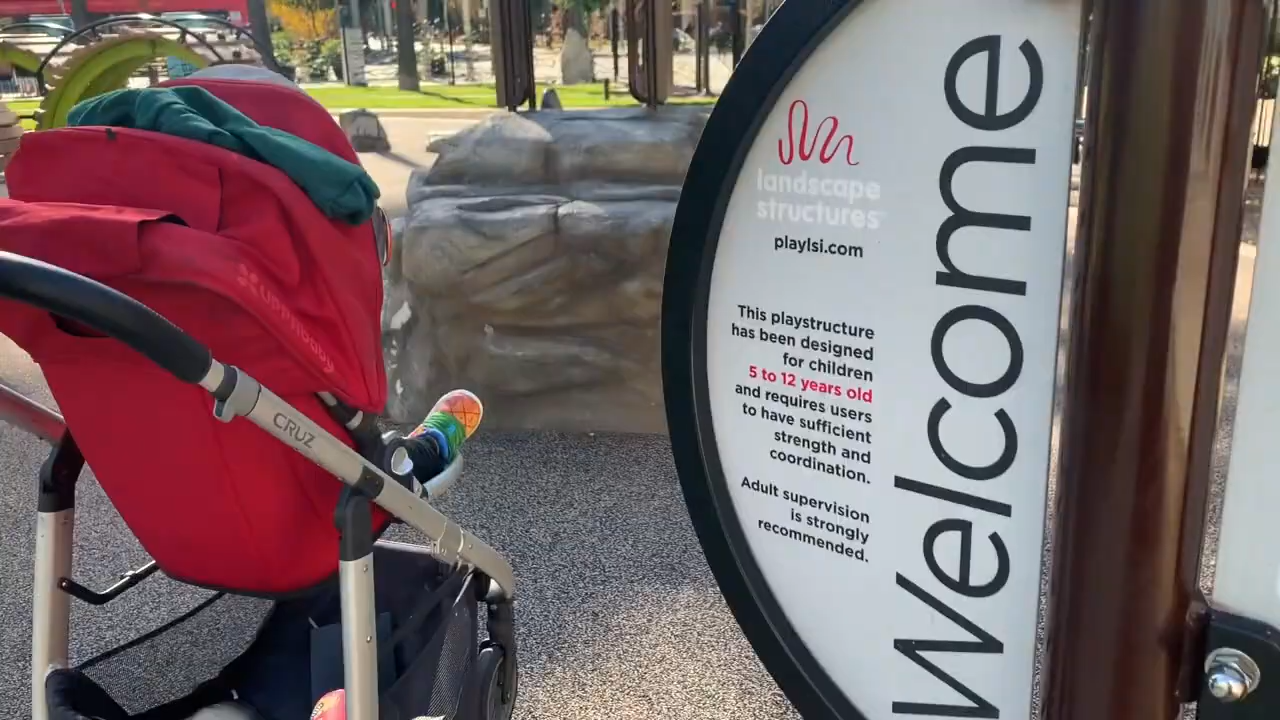 landscape
structures
playlsi.com
This playstructure
has been designed
for children
5 to 12 years old
and requires users
to have sufficient
strength and
coordination.
Adult supervision
is strongly
recommended.
Welcome
UPPAbaby
CRUZ